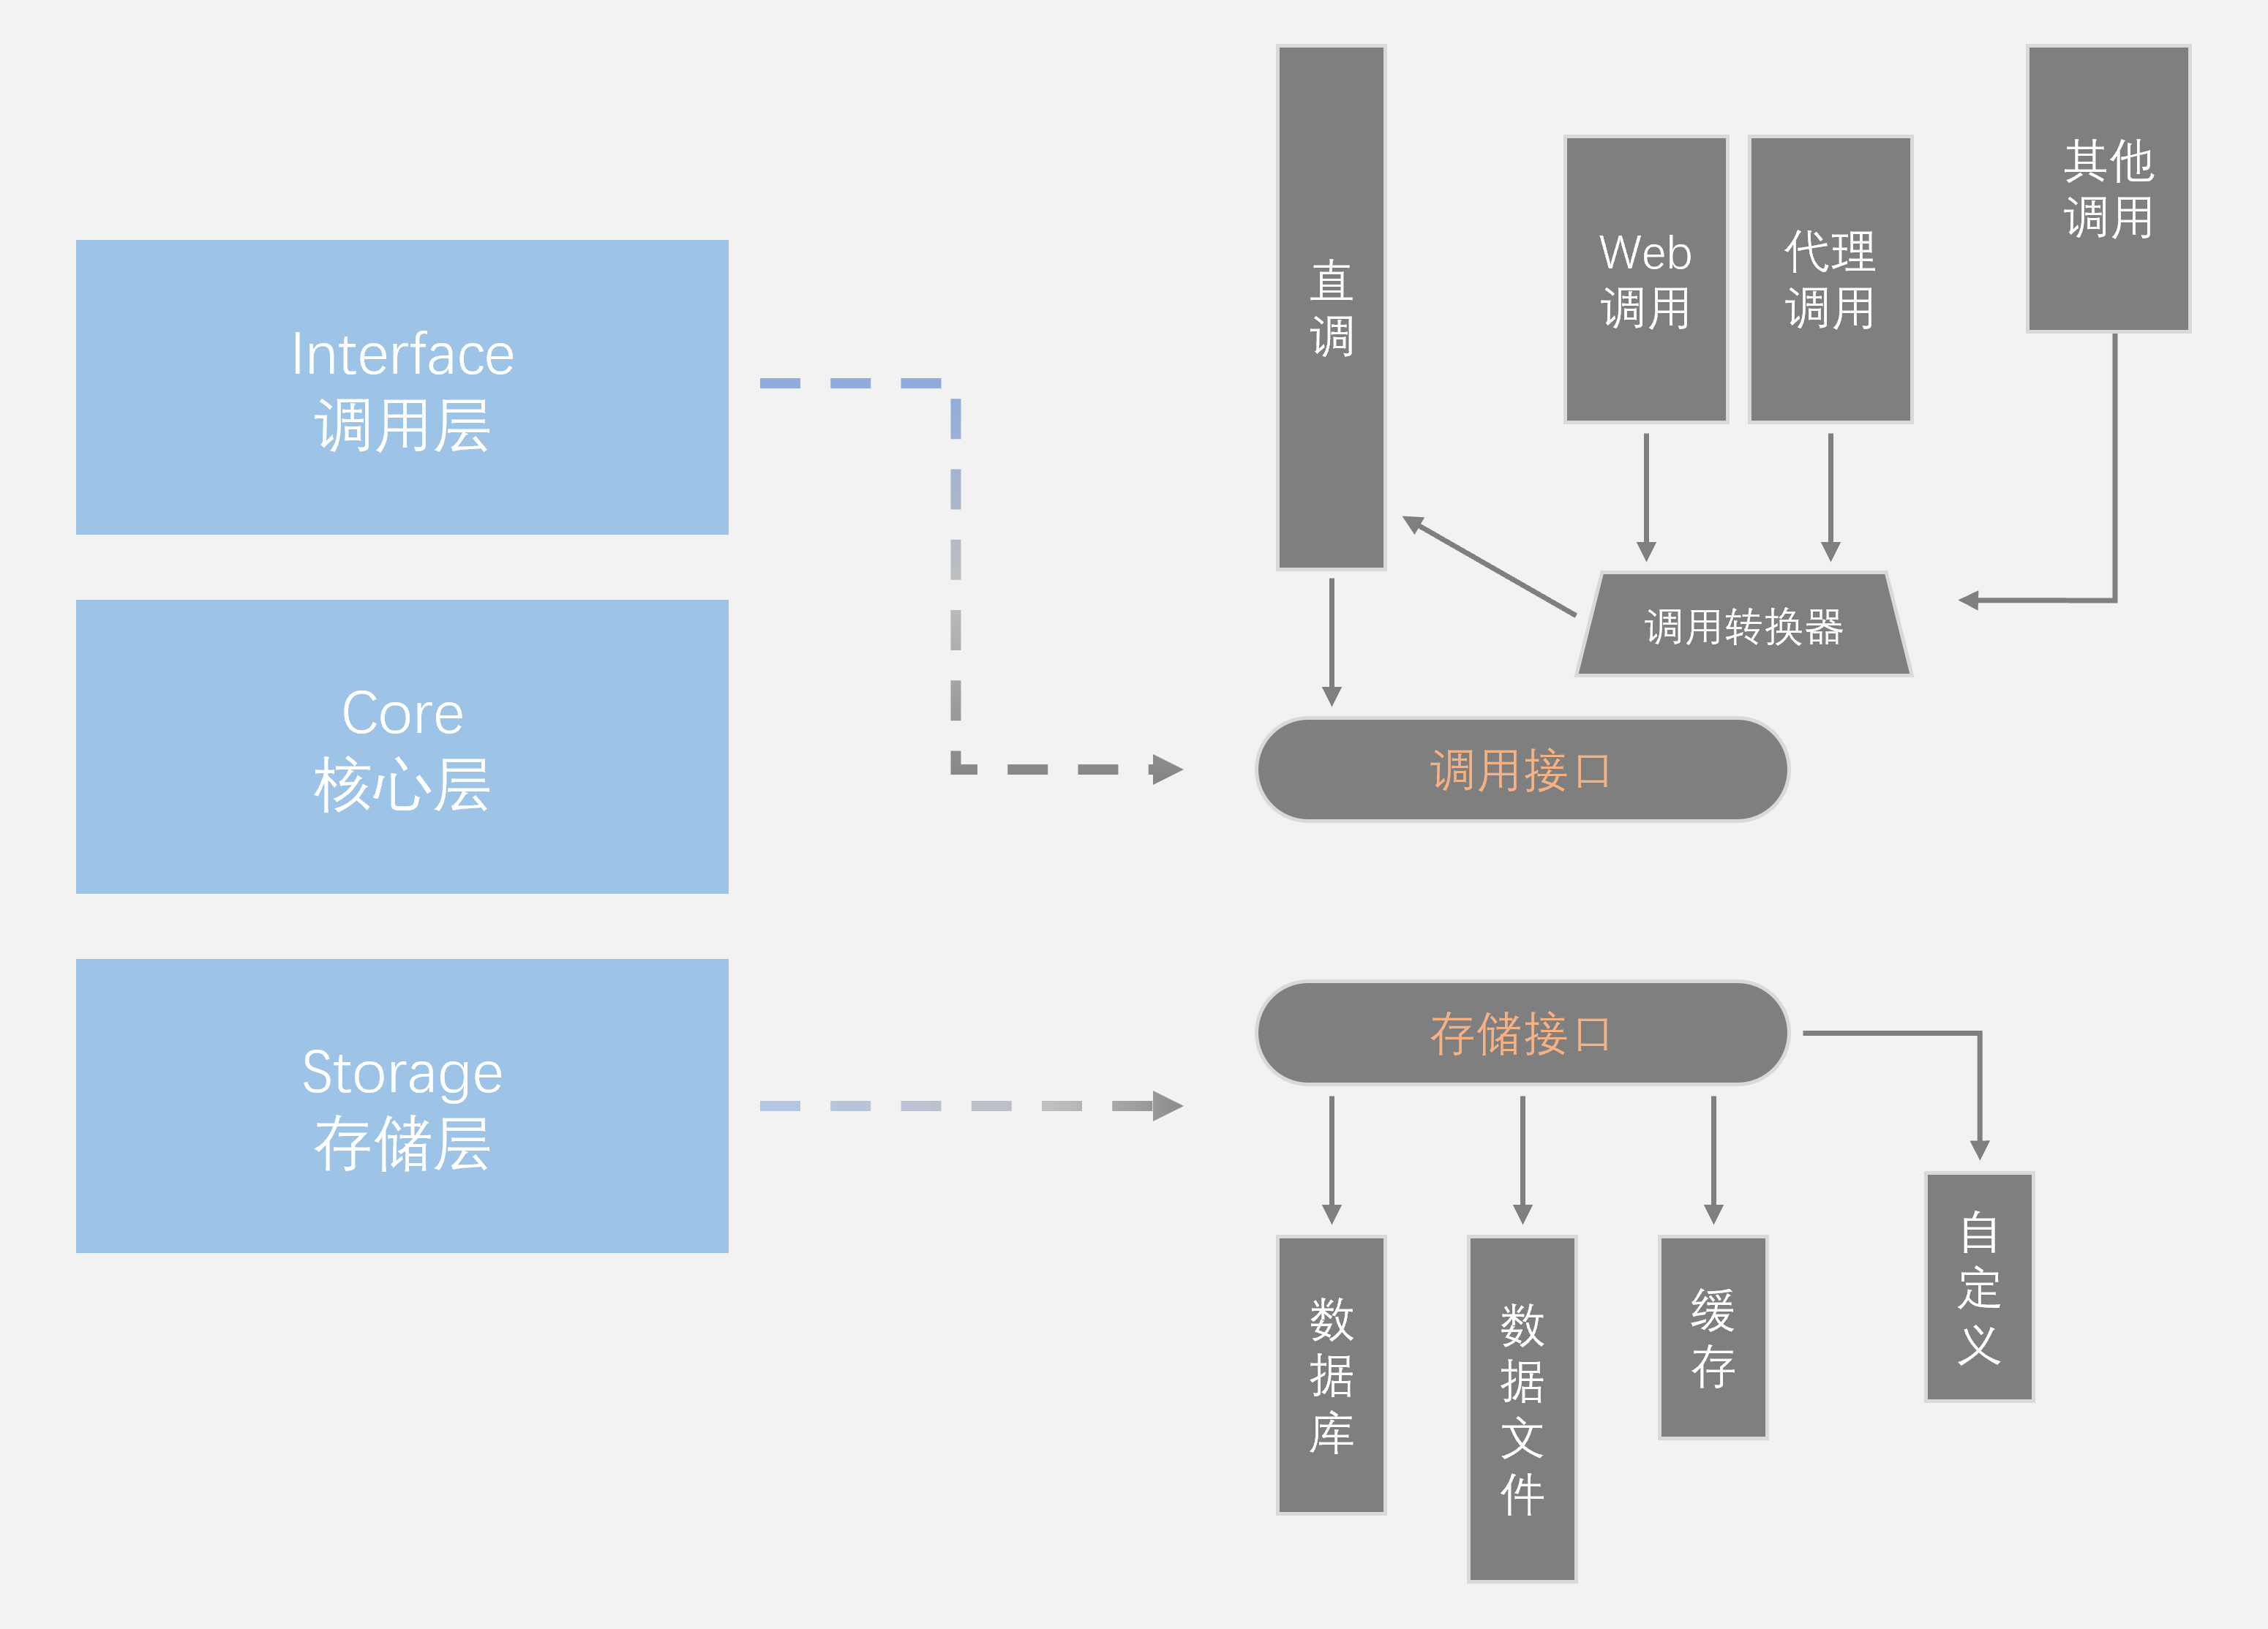 Interface
调用层
Core
核心层
Storage
存储层
直
调
Web
调用
代理
调用
其他
调用
调用转换器
调用接口
存储接口
数
据
库
数
据
文
件
缓
存
自
定
义